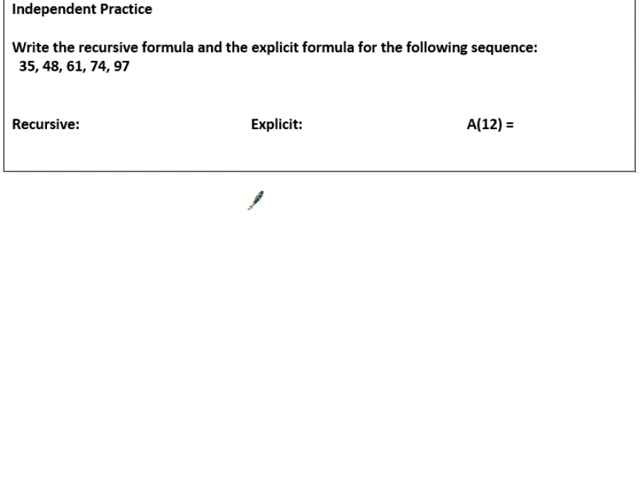 Independent Practice
Write the recursive formula and the explicit formula for the following sequence:
35, 48, 61, 74, 97
Recursive: Explicit: A(12) =